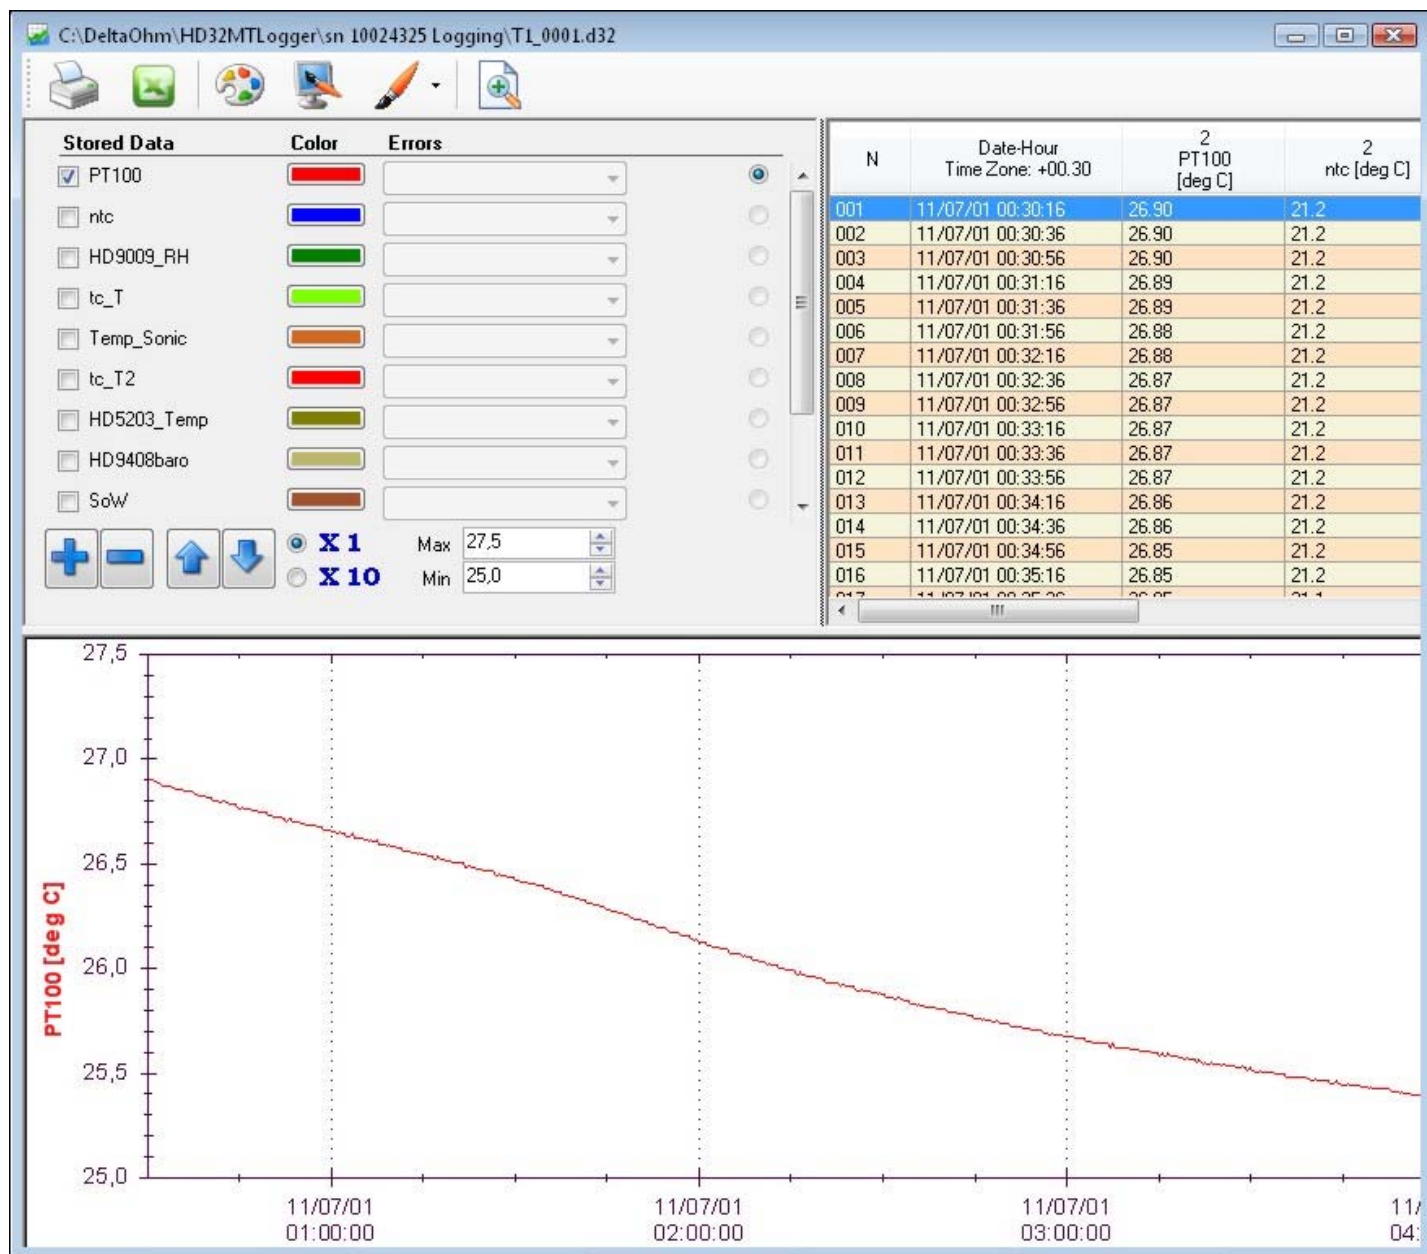 C:\DeltaOhm\HD32MTLogger\sn 10024325 Logging\T1_0001.d32
Stored Data Color Errors
PT100
ntc
HD9009_RH
tc_T
Temp_Sonic
tc_T2
HD5203_Temp
HD9408baro
SoW
X 1 Max 27,5
X 10 Min 25,0
N Date-Hour Time Zone: +00.30 2 PT100 [deg C] 2 ntc [deg C]
001 11/07/01 00:30:16 26.90 21.2
002 11/07/01 00:30:36 26.90 21.2
003 11/07/01 00:30:56 26.90 21.2
004 11/07/01 00:31:16 26.89 21.2
005 11/07/01 00:31:36 26.89 21.2
006 11/07/01 00:31:56 26.88 21.2
007 11/07/01 00:32:16 26.88 21.2
008 11/07/01 00:32:36 26.87 21.2
009 11/07/01 00:32:56 26.87 21.2
010 11/07/01 00:33:16 26.87 21.2
011 11/07/01 00:33:36 26.87 21.2
012 11/07/01 00:33:56 26.87 21.2
013 11/07/01 00:34:16 26.86 21.2
014 11/07/01 00:34:36 26.86 21.2
015 11/07/01 00:34:56 26.85 21.2
016 11/07/01 00:35:16 26.85 21.2
27,5
27,0
26,5
26,0
25,5
25,0
PT100 [deg C]
11/07/01 11/07/01 11/07/01 11/
01:00:00 02:00:00 03:00:00 04: